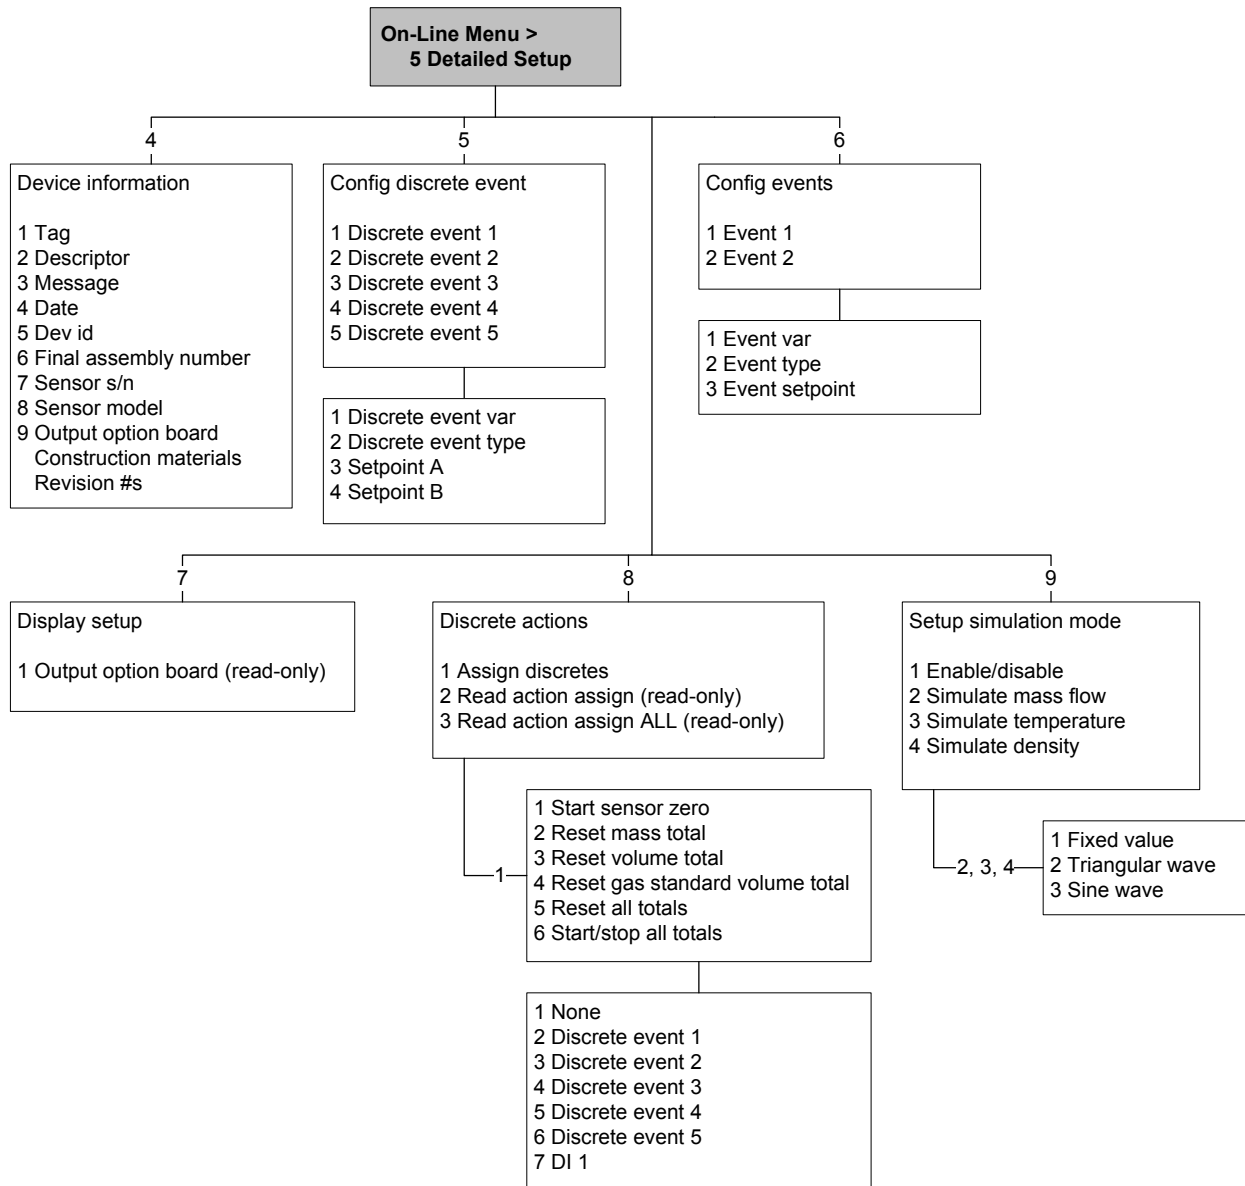 On-Line Menu >
5 Detailed Setup
4
5
6
Device information
1 Tag
2 Descriptor
3 Message
4 Date
5 Dev id
6 Final assembly number
7 Sensor s/n
8 Sensor model
9 Output option board
Construction materials
Revision #s
Config discrete event
1 Discrete event 1
2 Discrete event 2
3 Discrete event 3
4 Discrete event 4
5 Discrete event 5
1 Discrete event var
2 Discrete event type
3 Setpoint A
4 Setpoint B
Config events
1 Event 1
2 Event 2
1 Event var
2 Event type
3 Event setpoint
7
8
9
Display setup
1 Output option board (read-only)
Discrete actions
1 Assign discretes
2 Read action assign (read-only)
3 Read action assign ALL (read-only)
1
1 Start sensor zero
2 Reset mass total
3 Reset volume total
4 Reset gas standard volume total
5 Reset all totals
6 Start/stop all totals
1 None
2 Discrete event 1
3 Discrete event 2
4 Discrete event 3
5 Discrete event 4
6 Discrete event 5
7 DI 1
Setup simulation mode
1 Enable/disable
2 Simulate mass flow
3 Simulate temperature
4 Simulate density
2, 3, 4
1 Fixed value
2 Triangular wave
3 Sine wave